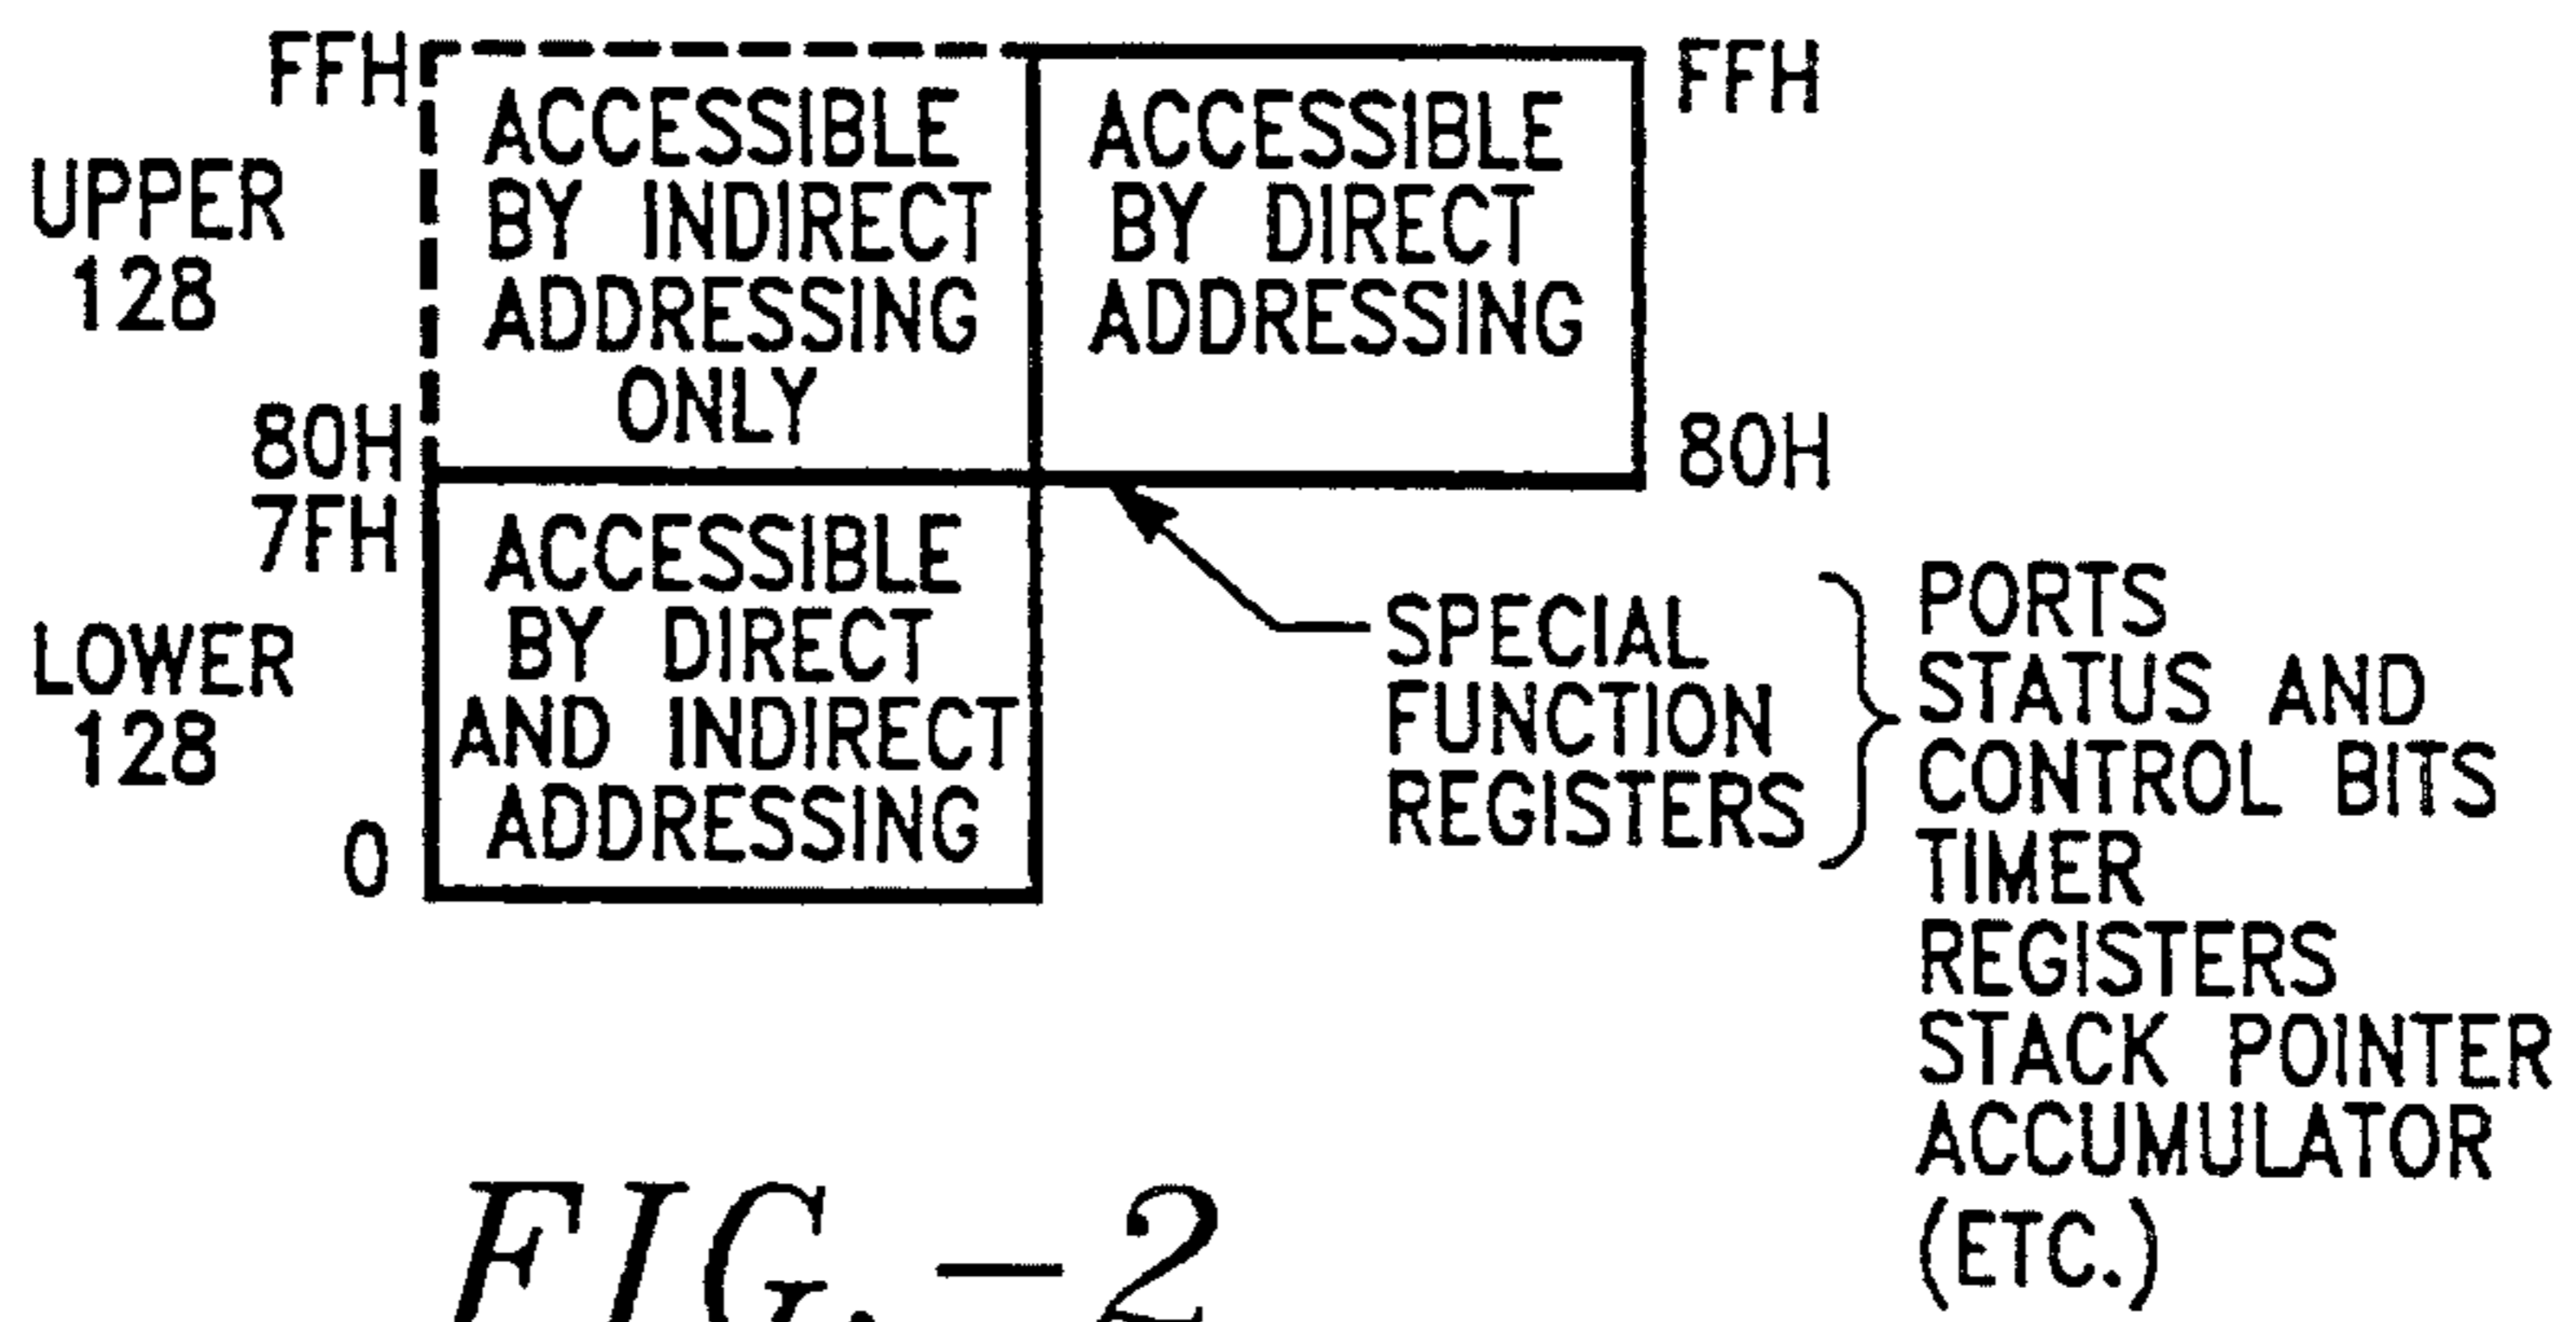 FFH
UPPER
128
80H
7FH
LOWER
128
0
ACCESSIBLE
BY INDIRECT
ADDRESSING
ONLY
ACCESSIBLE
BY DIRECT
ADDRESSING
FFH
80H
ACCESSIBLE
BY DIRECT
AND INDIRECT
ADDRESSING
SPECIAL
FUNCTION
REGISTERS
PORTS
STATUS AND
CONTROL BITS
TIMER
REGISTERS
STACK POINTER
ACCUMULATOR
(ETC.)
FIG.-2